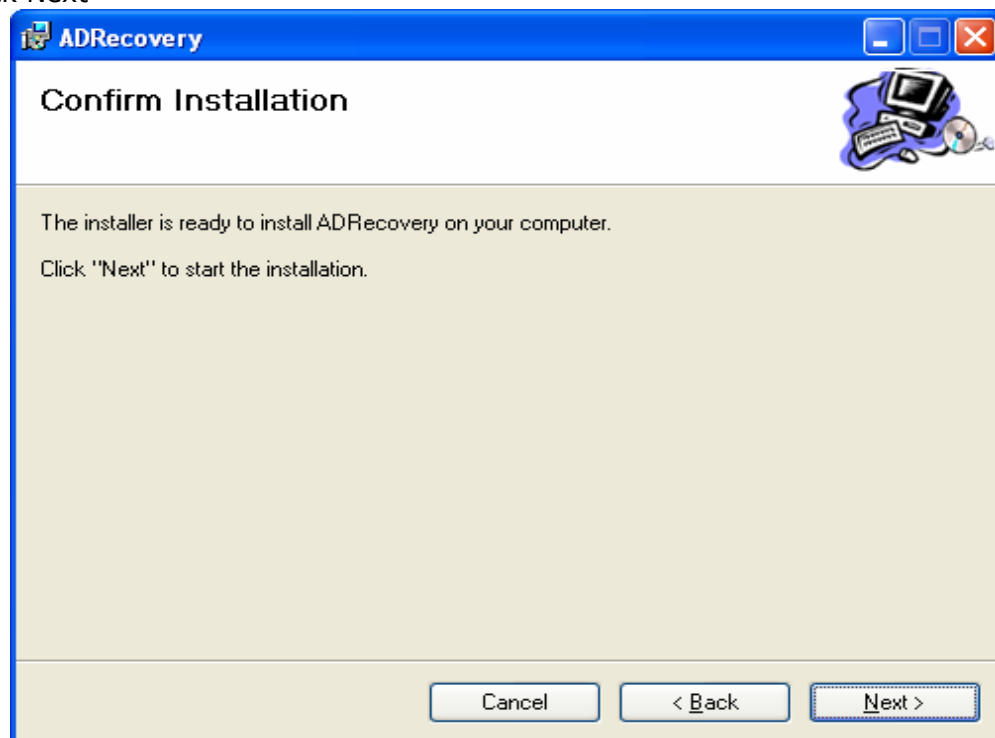 k Next
ADRecovery
Confirm Installation
The installer is ready to install ADRecovery on your computer.
Click "Next" to start the installation.
Cancel
< Back
Next >